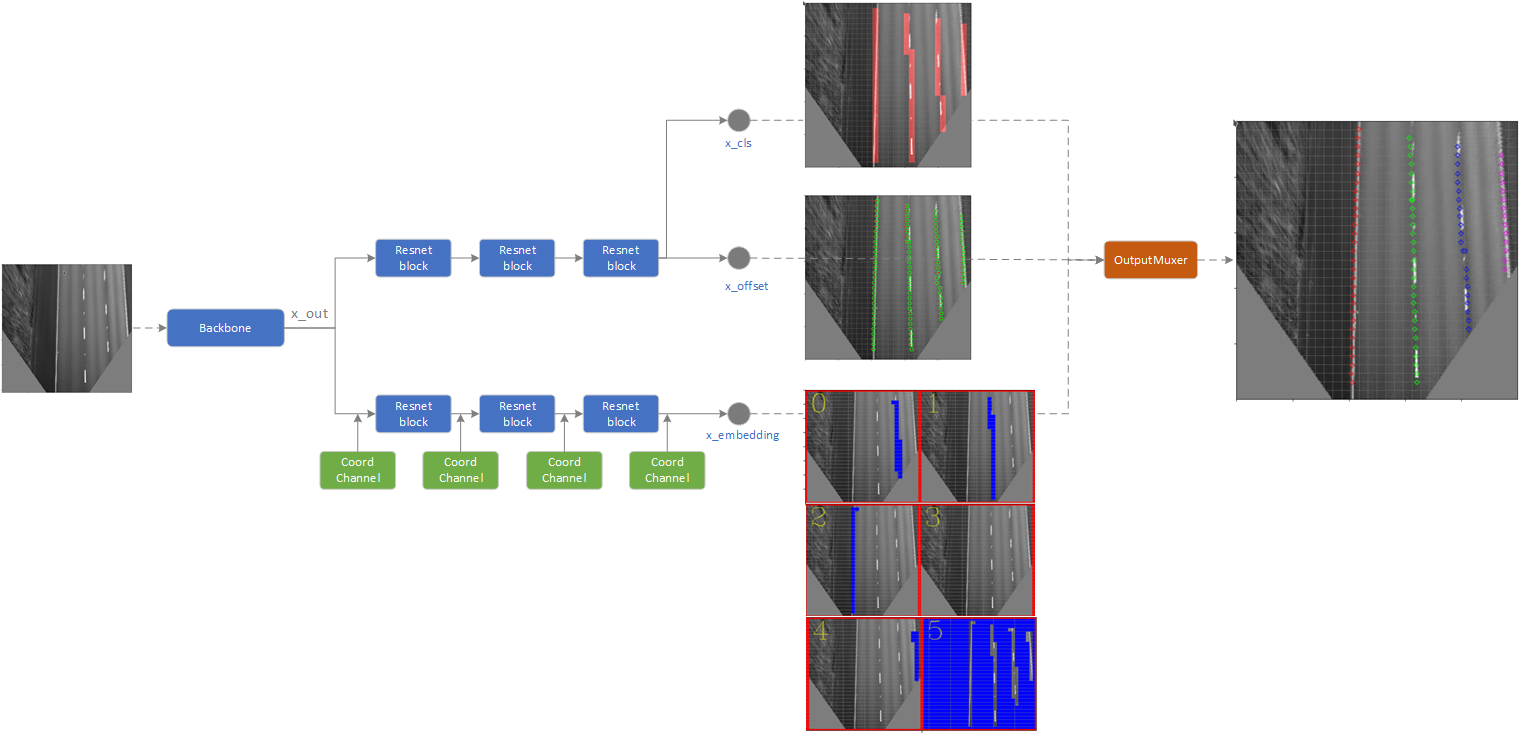 x_cls
Resnet
block
Resnet
block
Resnet
block
x_offset
OutputMuxer
Backbone
x_out
Resnet
block
Resnet
block
Resnet
block
x_embedding
Coord
Channel
Coord
Channel
Coord
Channel
Coord
Channel
0
1
2
3
4
5